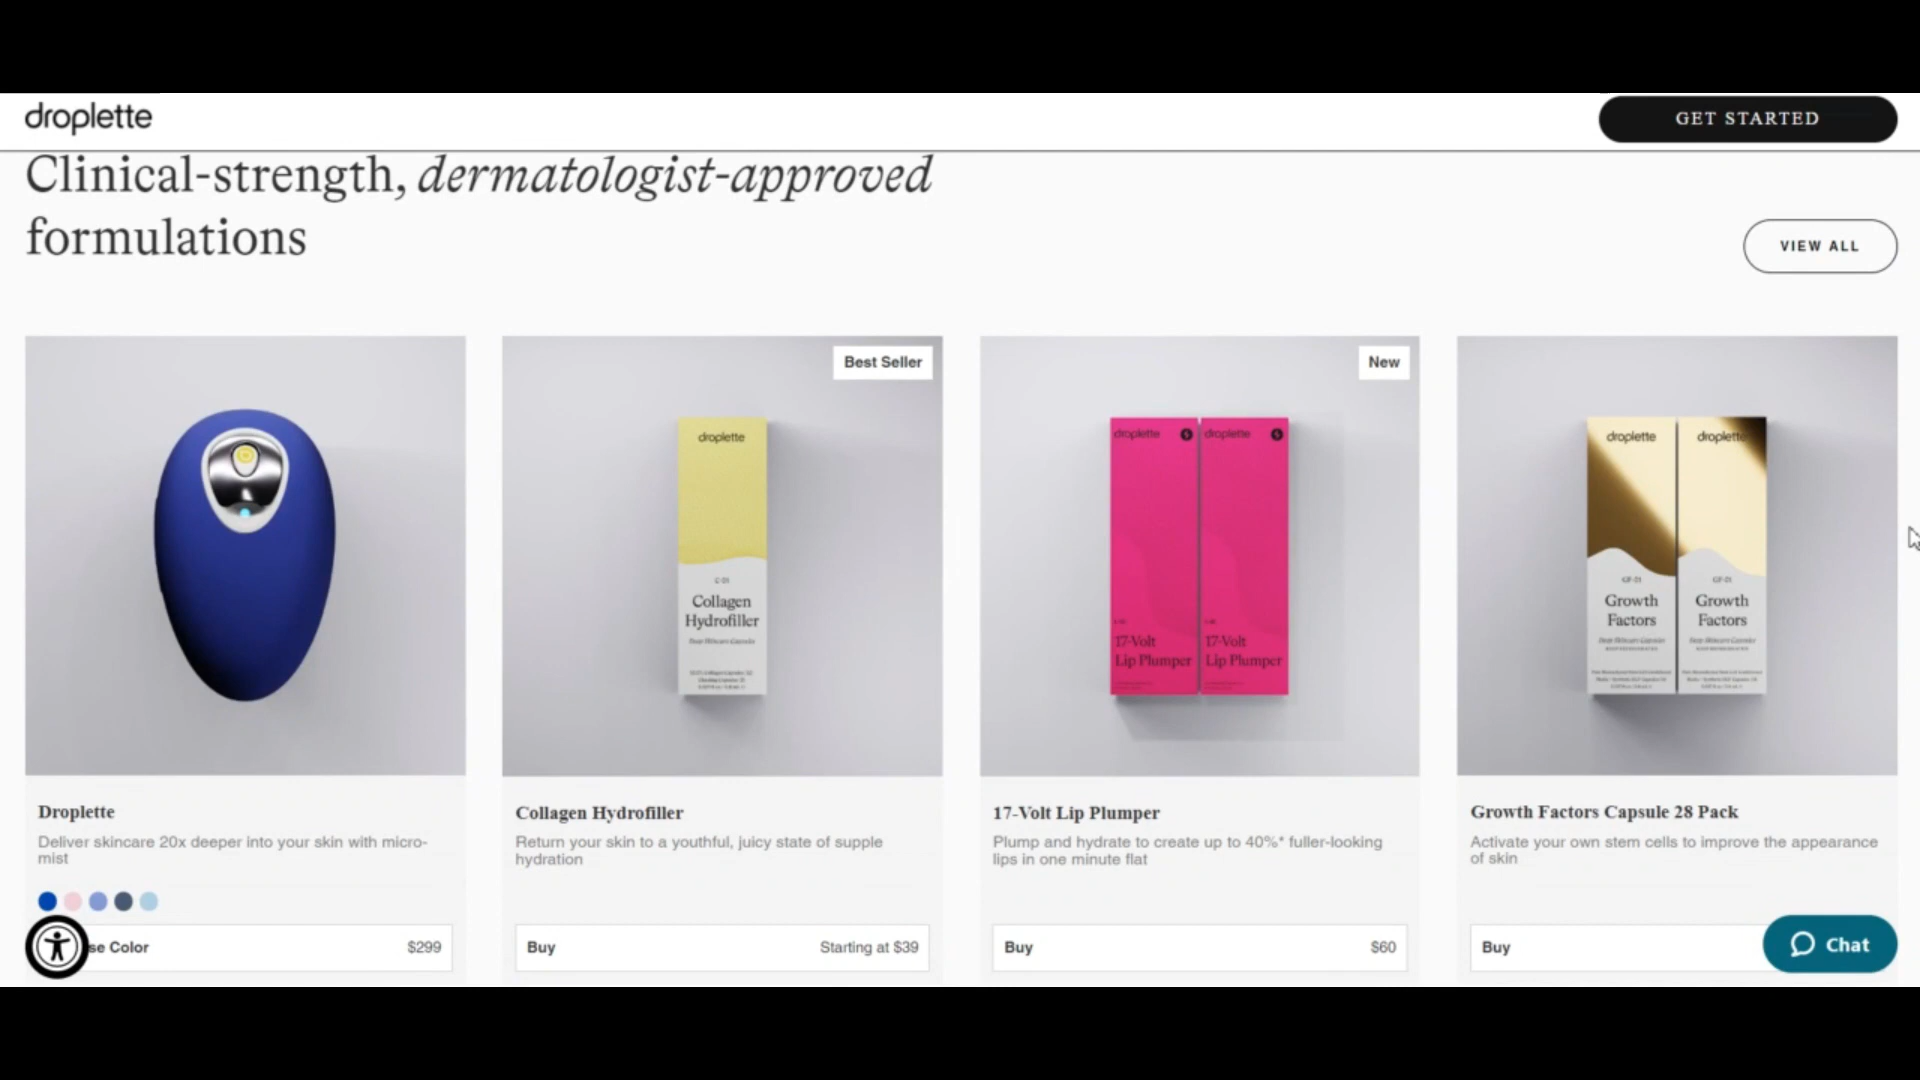 droplette
GET STARTED
Clinical-strength, dermatologist-approved
formulations
VIEW ALL
Best Seller
New
droplette
Collagen
Hydrofiller
droplette
droplette
17-Volt
Lip Plumper
17-Volt
Lip Plumper
droplette
droplette
Growth
Factors
Growth
Factors
Droplette
Deliver skincare 20x deeper into your skin with micro-
mist
Collagen Hydrofiller
Return your skin to a youthful, juicy state of supple
hydration
17-Volt Lip Plumper
Plump and hydrate to create up to 40%* fuller-looking
lips in one minute flat
Growth Factors Capsule 28 Pack
Activate your own stem cells to improve the appearance
of skin
se Color $299
Buy Starting at $39
Buy $60
Buy
Chat